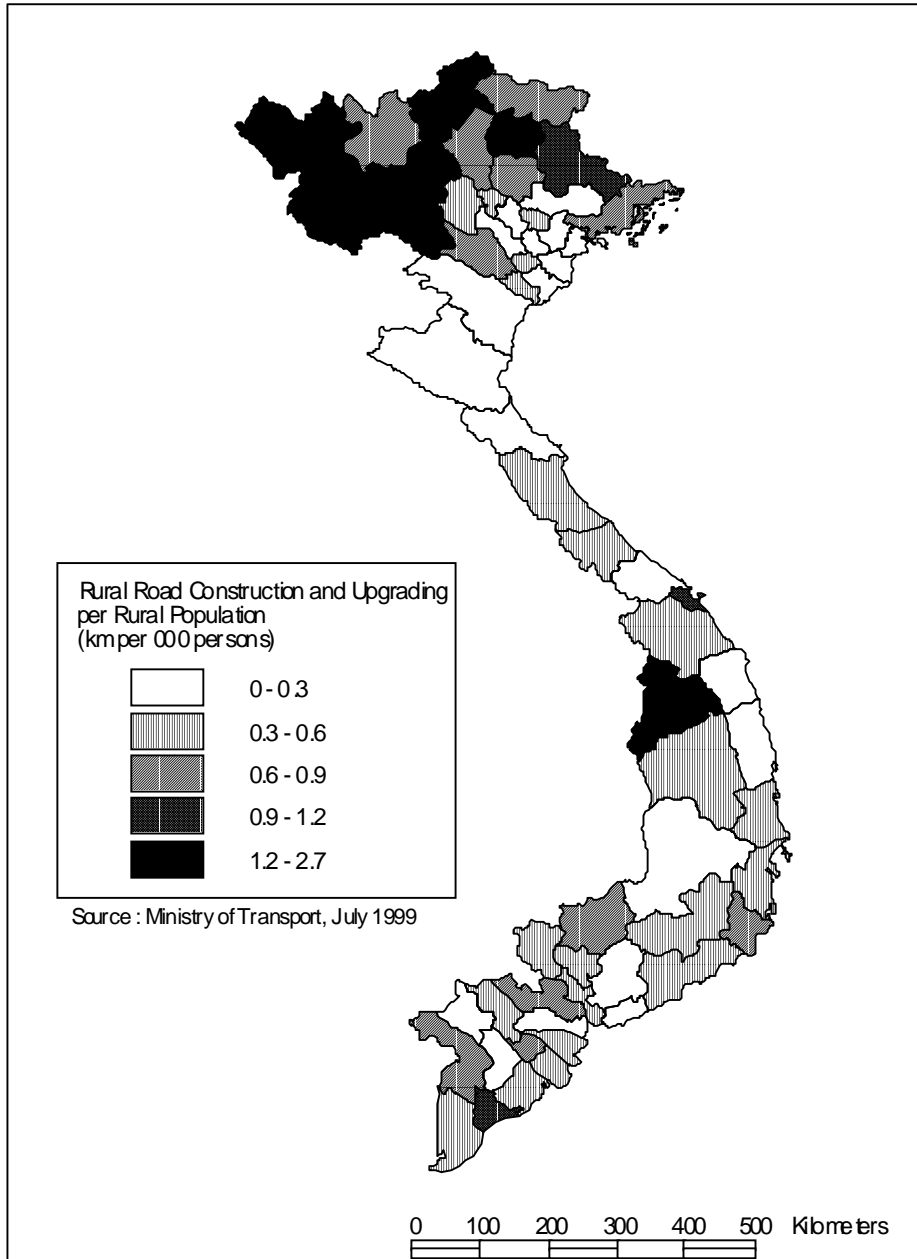 Rural Road Construction and Upgrading
per Rural Population
(km per 000 persons)
0 - 0.3
0.3 - 0.6
0.6 - 0.9
0.9 - 1.2
1.2 - 2.7
Source : Ministry of Transport, July 1999
0 100 200 300 400 500 Kilometers